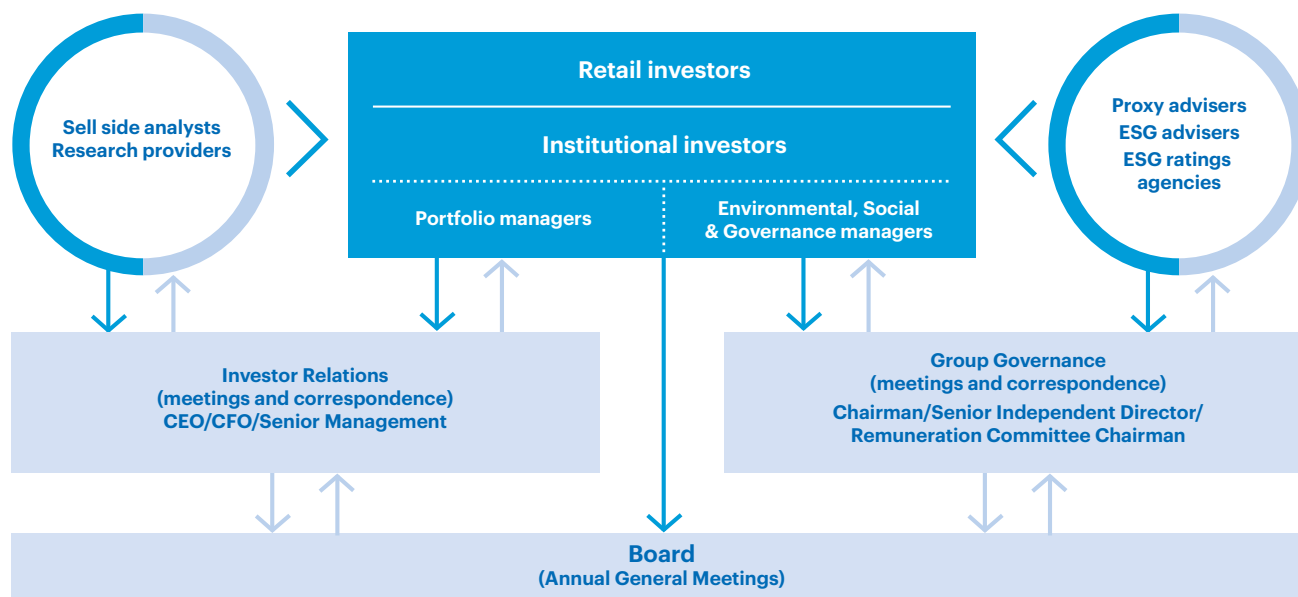 Sell side analysts
Research providers
Retail investors
Institutional investors
Portfolio managers
Environmental, Social
& Governance managers
Proxy advisers
ESG advisers
ESG ratings
agencies
Investor Relations
(meetings and correspondence)
CEO/CFO/Senior Management
Group Governance
(meetings and correspondence)
Chairman/Senior Independent Director/
Remuneration Committee Chairman
Board
(Annual General Meetings)